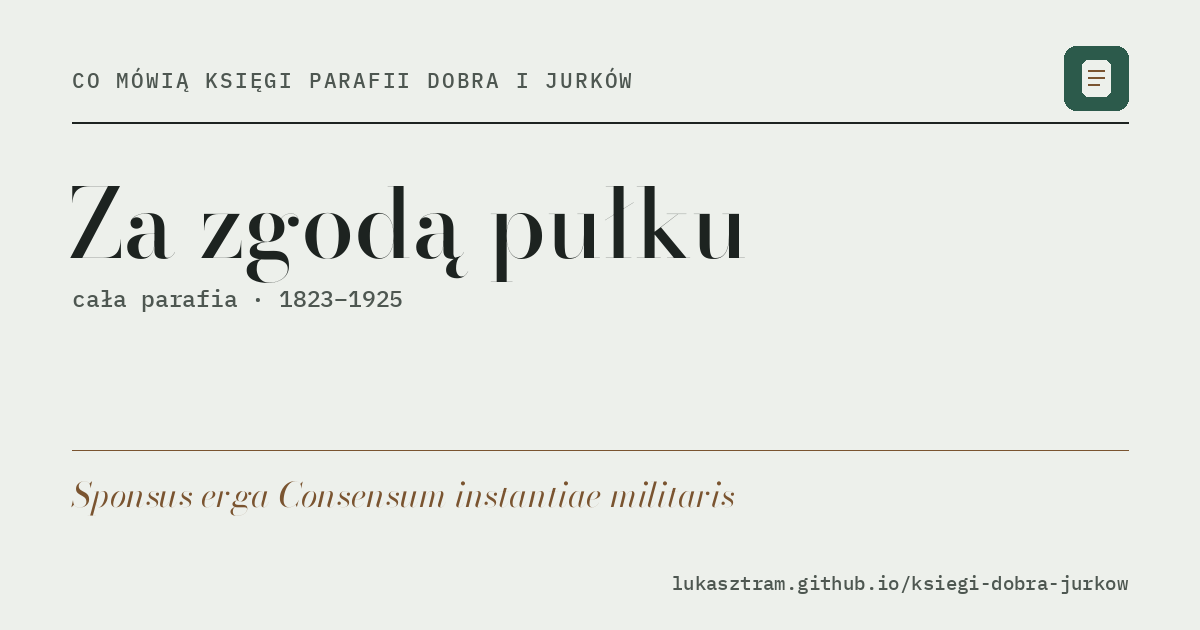 CO MÓWIĄ KSIĘGI PARAFII DOBRA I JURKÓW
Za zgodą pułku
cała parafia · 1823–1925
Sponsus erga Consensum instantiae militaris
lukasztram.github.io/ksiegi-dobra-jurkow